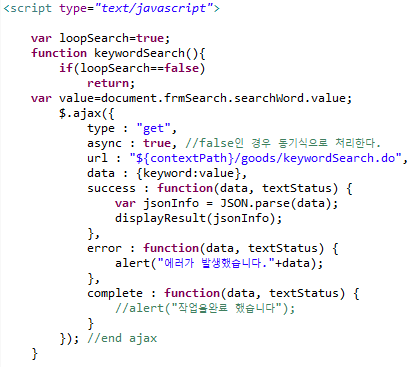 <script type="text/javascript">
var loopSearch=true;
function keywordSearch(){
if(loopSearch==false)
return;
var value=document.frmSearch.searchWord.value;
$.ajax({
type : "get",
async : true, //false인 경우 동기식으로 처리한다.
url : "${contextPath}/goods/keywordSearch.do",
data : {keyword:value},
success : function(data, textStatus) {
var jsonInfo = JSON.parse(data);
displayResult(jsonInfo);
},
error : function(data, textStatus) {
alert("에러가 발생했습니다."+data);
},
complete : function(data, textStatus) {
//alert("작업을완료 했습니다");
}
}); //end ajax
}